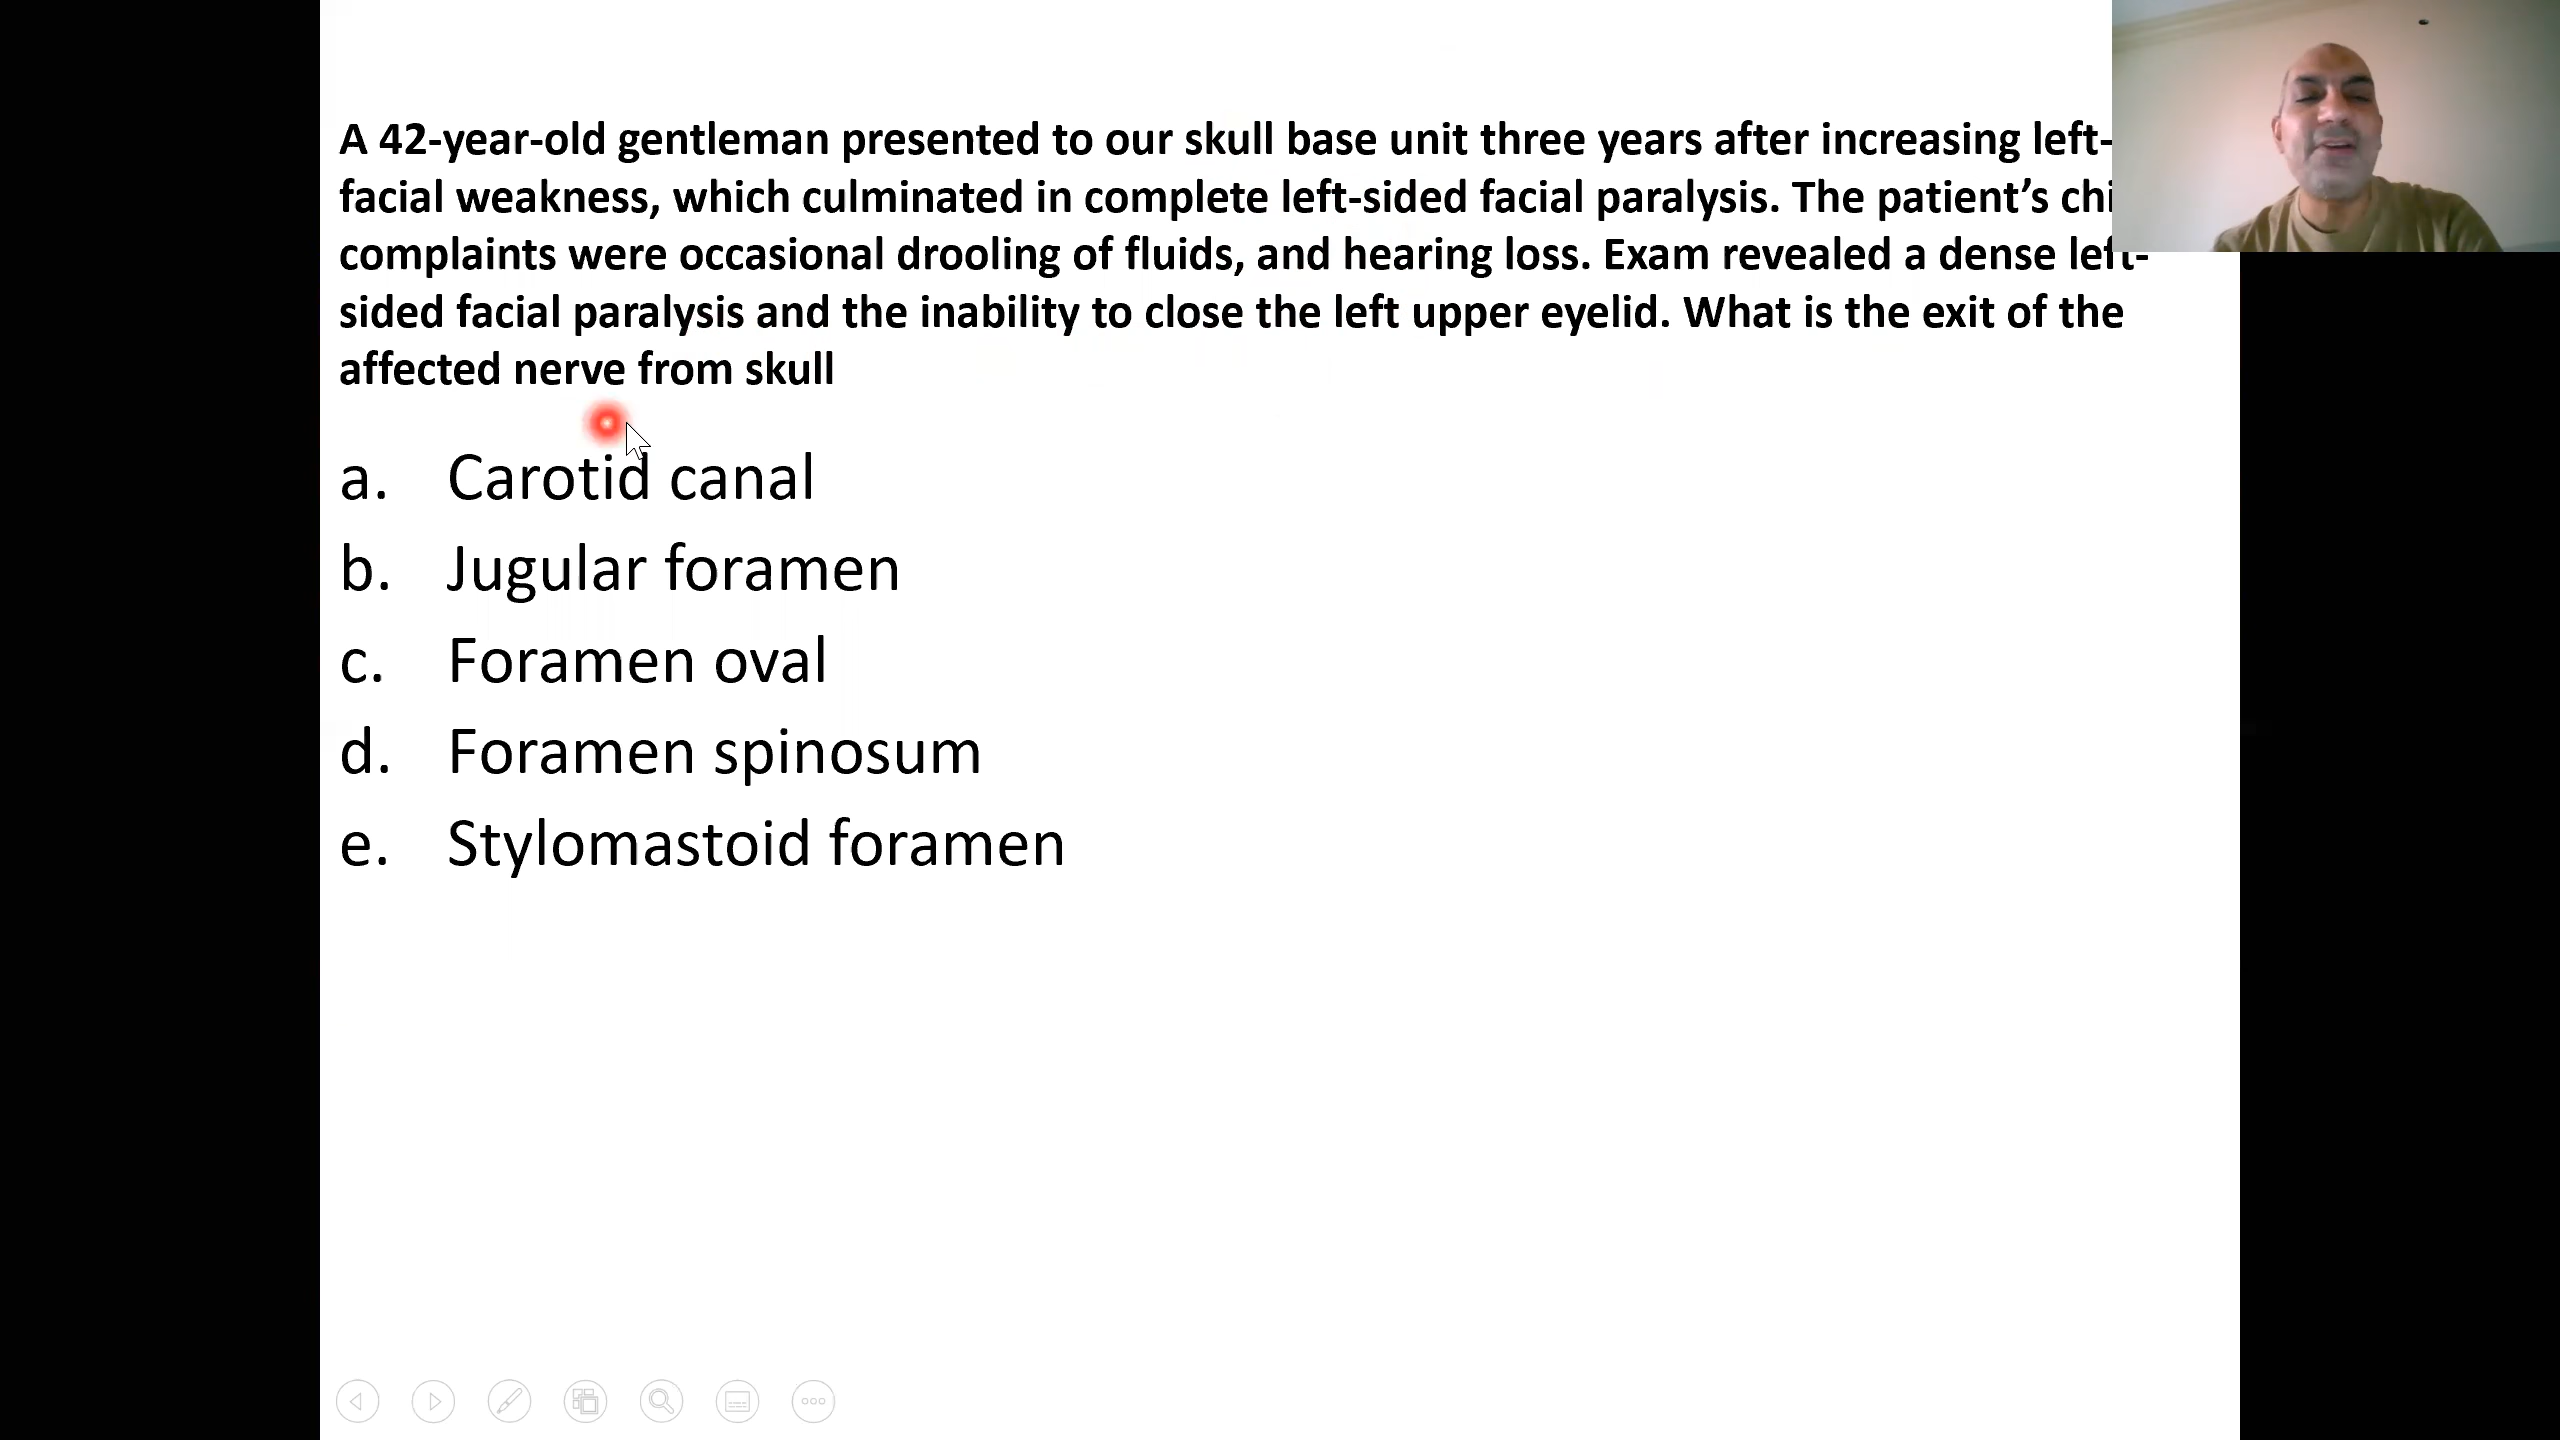 A 42-year-old gentleman presented to our skull base unit three years after increasing left-
facial weakness, which culminated in complete left-sided facial paralysis. The patient’s
complaints were occasional drooling of fluids, and hearing loss. Exam revealed a dense left-
sided facial paralysis and the inability to close the left upper eyelid. What is the exit of the
affected nerve from skull
a. Carotid canal
b. Jugular foramen
c. Foramen oval
d. Foramen spinosum
e. Stylomastoid foramen